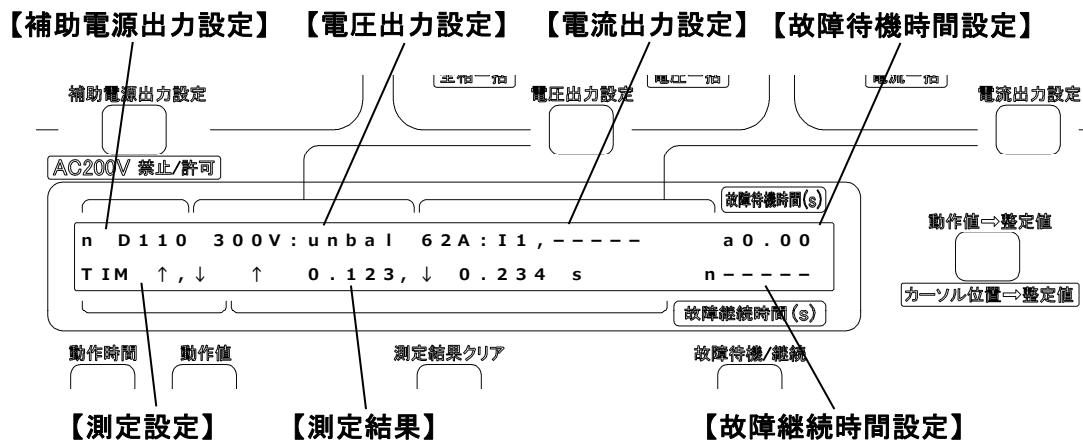 【補助電源出力設定】 【電圧出力設定】 【電流出力設定】 【故障待機時間設定】
全相一括 電圧一括 電流一括
補助電源出力設定 電圧出力設定 電流出力設定
AC200V 禁止/許可
故障待機時間(s)
n D110 300V:unbal 62A:I1,----- a0.00
TIM ↑,↓ ↑ 0.123,↓ 0.234 s n-----
故障継続時間(s)
動作値⇒整定値
カーソル位置⇒整定値
動作時間 動作値 測定結果クリア 故障待機/継続
【測定設定】 【測定結果】 【故障継続時間設定】